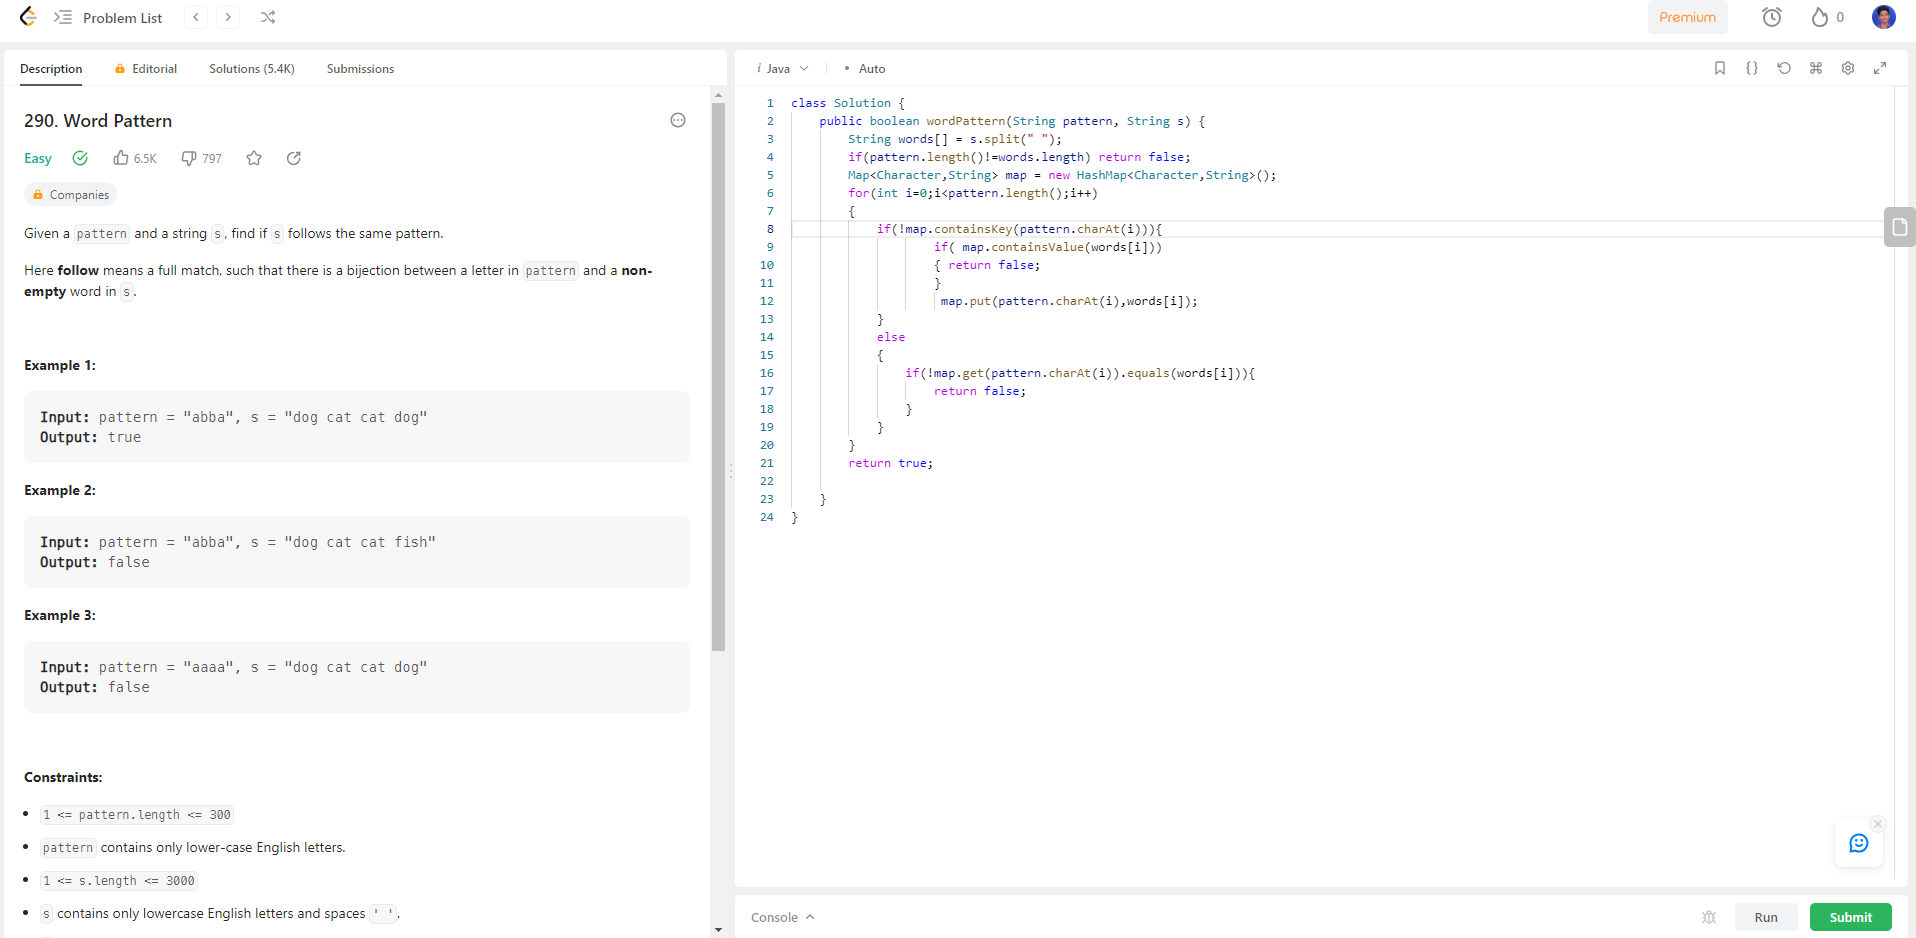 Problem List
Premium
0
Description
Editorial
Solutions (5.4K)
Submissions
290. Word Pattern
Easy
6.5K
797
Companies
Given a pattern and a string s, find if s follows the same pattern.
Here follow means a full match, such that there is a bijection between a letter in pattern and a non-
empty word in s.
Example 1:
Input: pattern = "abba", s = "dog cat cat dog"
Output: true
Example 2:
Input: pattern = "abba", s = "dog cat cat fish"
Output: false
Example 3:
Input: pattern = "aaaa", s = "dog cat cat dog"
Output: false
Constraints:
• 1 <= pattern.length <= 300
• pattern contains only lower-case English letters.
• 1 <= s.length <= 3000
• s contains only lowercase English letters and spaces ' '.
i Java
• Auto
1 class Solution {
2 public boolean wordPattern(String pattern, String s) {
3 String words[] = s.split(" ");
4 if(pattern.length()!=words.length) return false;
5 Map<Character,String> map = new HashMap<Character,String>();
6 for(int i=0;i<pattern.length();i++)
7 {
8 if(!map.containsKey(pattern.charAt(i))){
9 if( map.containsValue(words[i]))
10 { return false;
11 }
12 map.put(pattern.charAt(i),words[i]);
13 }
14 else
15 {
16 if(!map.get(pattern.charAt(i)).equals(words[i])){
17 return false;
18 }
19 }
20 }
21 return true;
22
23 }
24 }
Console
Run
Submit